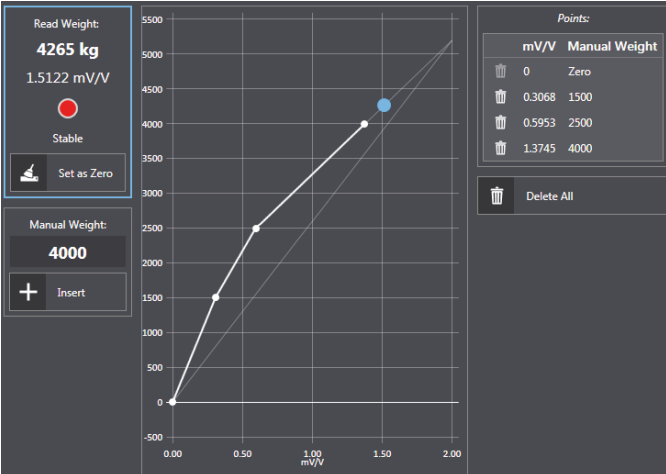 Read Weight:
4265 kg
1.5122 mV/V
Stable
Set as Zero
Manual Weight:
4000
Insert
5500
5000
4500
4000
3500
3000
2500
2000
1500
1000
500
0
-500
0.00 0.50 1.00 1.50 2.00
mV/V
Points:
mV/V Manual Weight
0 Zero
0.3068 1500
0.5953 2500
1.3745 4000
Delete All